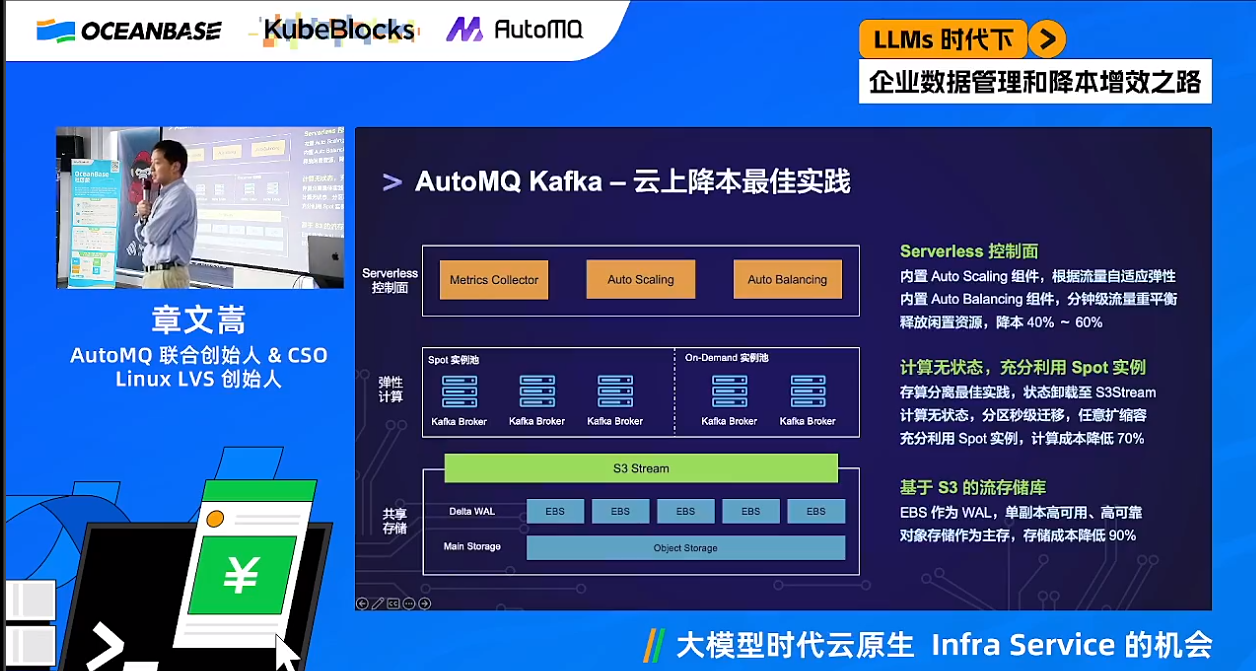 OCEANBASE
KubeBlocks
AutoMQ
LLMs 时代下
企业数据管理和降本增效之路
OceanBase
章文嵩
AutoMQ 联合创始人 & CSO
Linux LVS 创始人
¥
> AutoMQ Kafka – 云上降本最佳实践
Serverless
控制面
Metrics Collector
Auto Scaling
Auto Balancing
弹性
计算
Spot 实例池
On-Demand 实例池
Kafka Broker
Kafka Broker
Kafka Broker
Kafka Broker
Kafka Broker
共享
存储
S3 Stream
Delta WAL
EBS
EBS
EBS
EBS
EBS
Main Storage
Object Storage
Serverless 控制面
内置 Auto Scaling 组件，根据流量自适应弹性
内置 Auto Balancing 组件，分钟级流量重平衡
释放闲置资源，降本 40% ～ 60%
计算无状态，充分利用 Spot 实例
存算分离最佳实践，状态卸载至 S3Stream
计算无状态，分区秒级迁移，任意扩缩容
充分利用 Spot 实例，计算成本降低 70%
基于 S3 的流存储库
EBS 作为 WAL，单副本高可用、高可靠
对象存储作为主存，存储成本降低 90%
大模型时代云原生 Infra Service 的机会